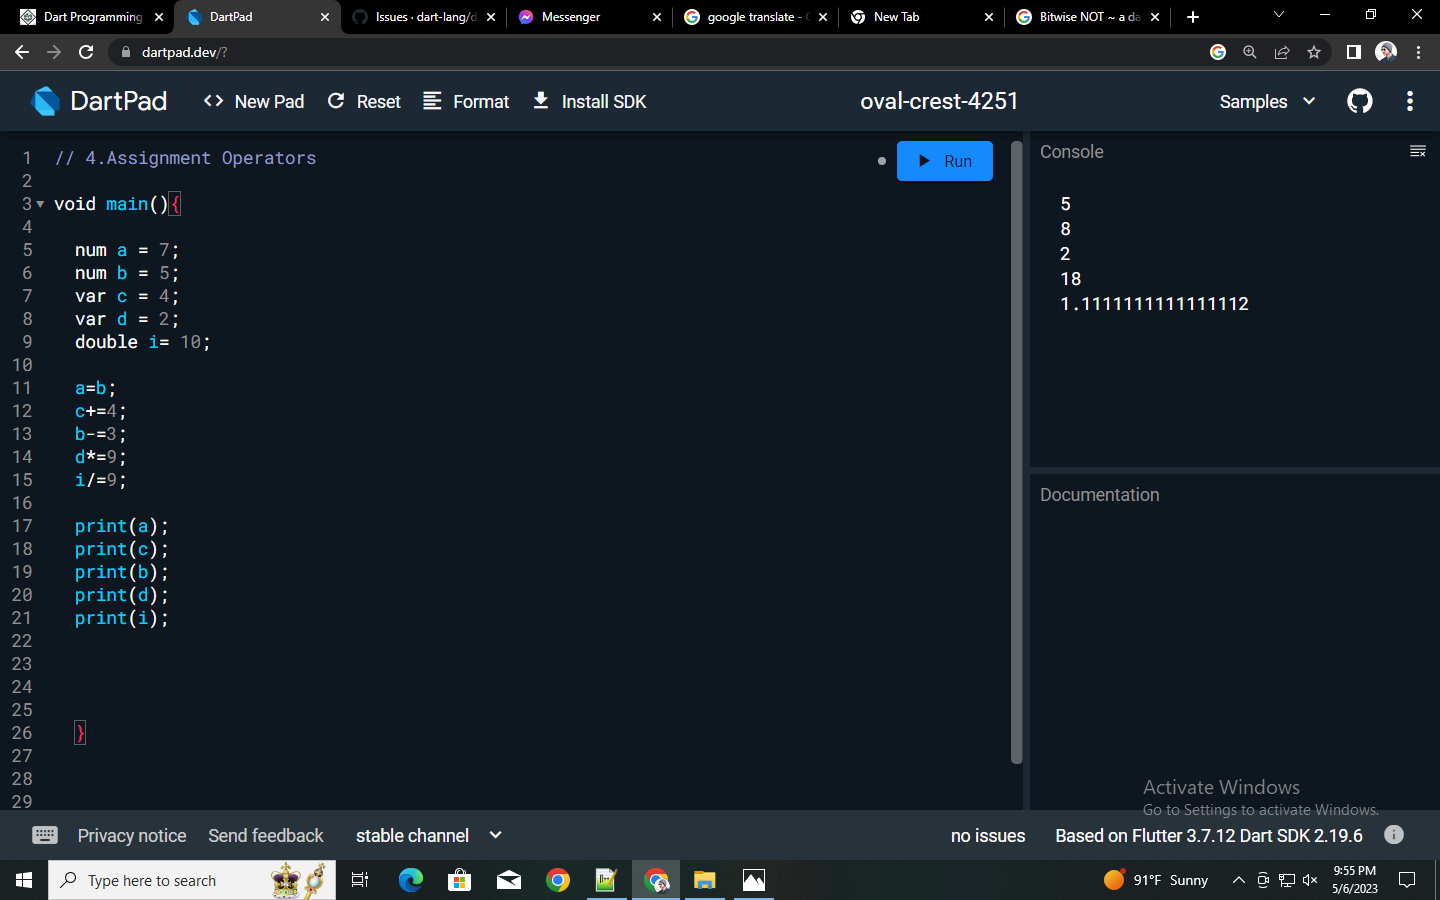 Dart Programming
DartPad
Issues · dart-lang/d
Messenger
google translate -
New Tab
Bitwise NOT ~ a da
dartpad.dev/?
DartPad
<> New Pad
Reset
Format
Install SDK
oval-crest-4251
Samples
1 // 4.Assignment Operators
2
3 void main(){
4
5 num a = 7;
6 num b = 5;
7 var c = 4;
8 var d = 2;
9 double i= 10;
10
11 a=b;
12 c+=4;
13 b-=3;
14 d*=9;
15 i/=9;
16
17 print(a);
18 print(c);
19 print(b);
20 print(d);
21 print(i);
22
23
24
25
26 }
27
28
29
Run
Console
5
8
2
18
1.1111111111111112
Documentation
Activate Windows
Go to Settings to activate Windows.
Privacy notice
Send feedback
stable channel
no issues
Based on Flutter 3.7.12 Dart SDK 2.19.6
Type here to search
91°F Sunny
9:55 PM
5/6/2023